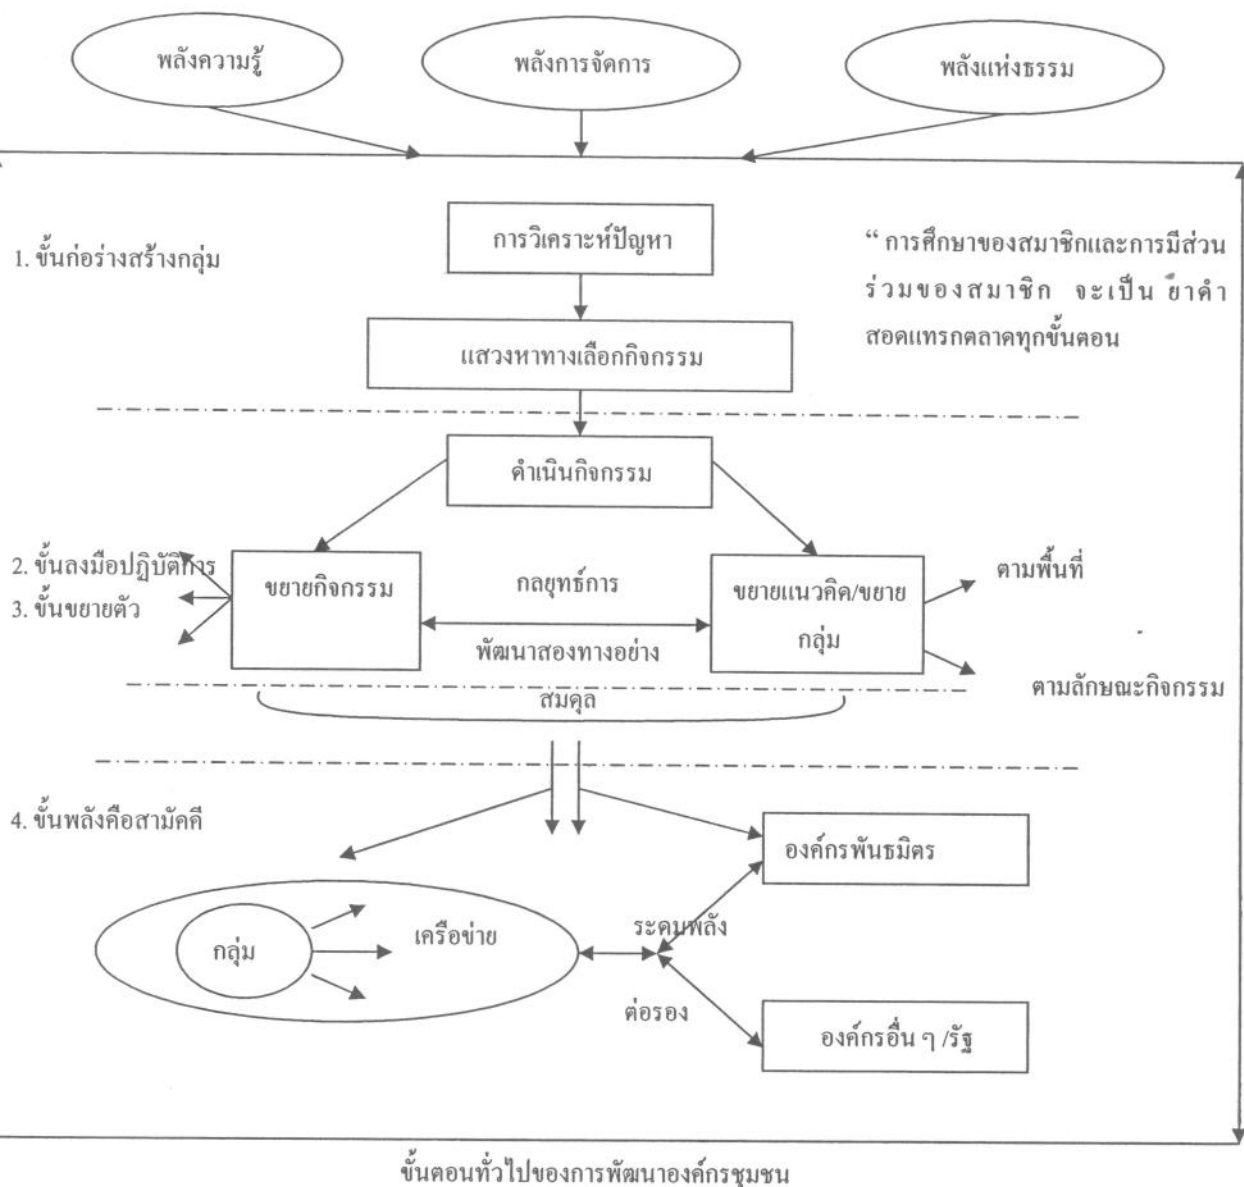 พลังความรู้
พลังการจัดการ
พลังแห่งธรรม
การวิเคราะห์ปัญหา
1. ขั้นก่อร่างสร้างกลุ่ม
“ การศึกษาของสมาชิกและการมีส่วน
ร่วมของสมาชิก จะเป็น ยาดำ
สอดแทรกตลาดทุกขั้นตอน
แสวงหาทางเลือกกิจกรรม
ดำเนินกิจกรรม
2. ขั้นลงมือปฏิบัติการ
3. ขั้นขยายตัว
ขยายกิจกรรม
กลยุทธ์การ
พัฒนาสองทางอย่าง
สมดุล
ขยายแนวคิด/ขยาย
กลุ่ม
ตามพื้นที่
ตามลักษณะกิจกรรม
4. ขั้นพลังคือสามัคคี
องค์กรพันธมิตร
กลุ่ม
เครือข่าย
ระดมพลัง
ต่อรอง
องค์กรอื่น ๆ /รัฐ
ขั้นตอนทั่วไปของการพัฒนาองค์กรชุมชน